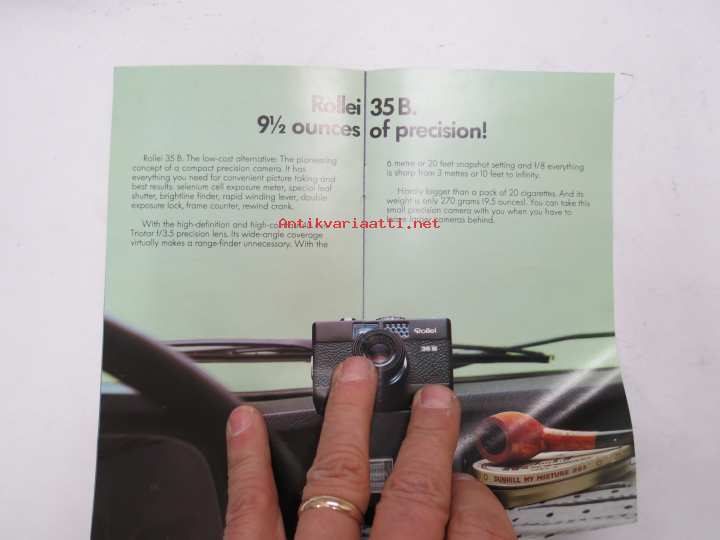 Rollei 35 B.
9½ ounces of precision!
Rollei 35 B. The low-cost alternative: The pioneering
concept of a compact precision camera. It has
everything you need for convenient picture taking and
best results: selenium cell exposure meter, special leaf
shutter, brightline finder, rapid winding lever, double
exposure lock, frame counter, rewind crank.
With the high-definition and high-contrast
Triotar f/3.5 precision lens. Its wide-angle coverage
virtually makes a range-finder unnecessary. With the
6 metre or 20 feet snapshot setting and f/8 everything
is sharp from 3 metres or 10 feet to infinity.
Hardly bigger than a pack of 20 cigarettes. And its
weight is only 270 grams (9.5 ounces). You can take this
small precision camera with you when you have to
leave larger cameras behind.
Antikvariaatti.net
Rollei
35 B
DUNHILL MY MIXTURE 965